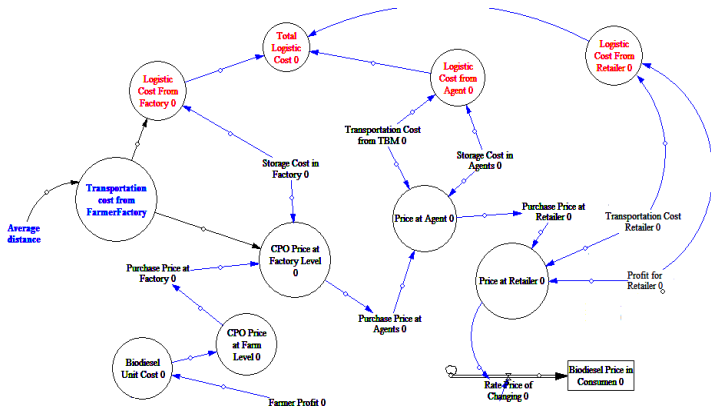 Total
Logistic
Cost 0
Logistic
Cost From
Retailer 0
Logistic
Cost From
Factory 0
Logistic
Cost from
Agent 0
Transportation Cost
from TBM 0
Storage Cost in
Factory 0
Storage Cost in
Agents 0
Transportation
cost from
FarmerFactory
Average
distance
Price at Agent 0
Purchase Price at
Retailer 0
Transportation Cost
Retailer 0
CPO Price at
Factory Level
0
Purchase Price at
Factory 0
Price at Retailer 0
Profit for
Retailer 0
Purchase Price at
Agents 0
CPO Price
at Farm
Level 0
Biodiesel
Unit Cost 0
Farmer Profit 0
Rate Price of
Changing 0
Biodiesel Price in
Consumen 0